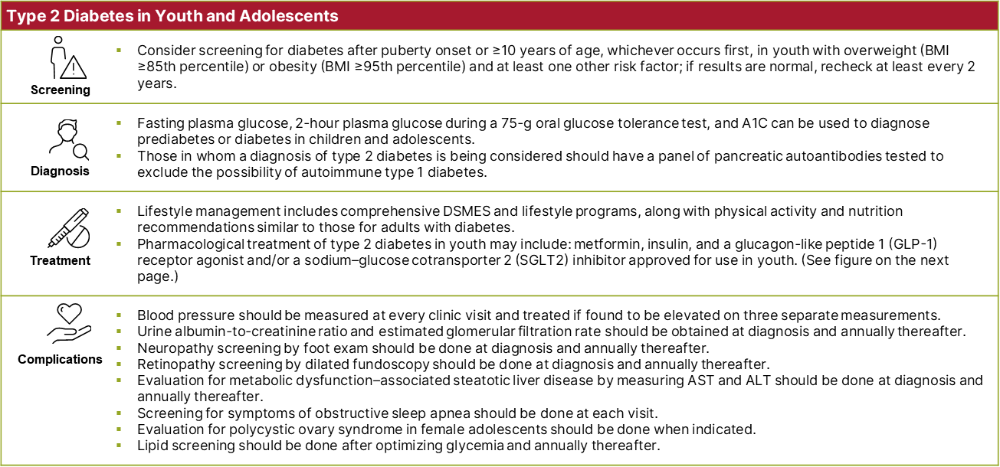 Type 2 Diabetes in Youth and Adolescents
Screening
▪ Consider screening for diabetes after puberty onset or ≥10 years of age, whichever occurs first, in youth with overweight (BMI
≥85th percentile) or obesity (BMI ≥95th percentile) and at least one other risk factor; if results are normal, recheck at least every 2
years.
Diagnosis
▪ Fasting plasma glucose, 2-hour plasma glucose during a 75-g oral glucose tolerance test, and A1C can be used to diagnose
prediabetes or diabetes in children and adolescents.
▪ Those in whom a diagnosis of type 2 diabetes is being considered should have a panel of pancreatic autoantibodies tested to
exclude the possibility of autoimmune type 1 diabetes.
Treatment
▪ Lifestyle management includes comprehensive DSMES and lifestyle programs, along with physical activity and nutrition
recommendations similar to those for adults with diabetes.
▪ Pharmacological treatment of type 2 diabetes in youth may include: metformin, insulin, and a glucagon-like peptide 1 (GLP-1)
receptor agonist and/or a sodium–glucose cotransporter 2 (SGLT2) inhibitor approved for use in youth. (See figure on the next
page.)
Complications
▪ Blood pressure should be measured at every clinic visit and treated if found to be elevated on three separate measurements.
▪ Urine albumin-to-creatinine ratio and estimated glomerular filtration rate should be obtained at diagnosis and annually thereafter.
▪ Neuropathy screening by foot exam should be done at diagnosis and annually thereafter.
▪ Retinopathy screening by dilated fundoscopy should be done at diagnosis and annually thereafter.
▪ Evaluation for metabolic dysfunction–associated steatotic liver disease by measuring AST and ALT should be done at diagnosis and
annually thereafter.
▪ Screening for symptoms of obstructive sleep apnea should be done at each visit.
▪ Evaluation for polycystic ovary syndrome in female adolescents should be done when indicated.
▪ Lipid screening should be done after optimizing glycemia and annually thereafter.